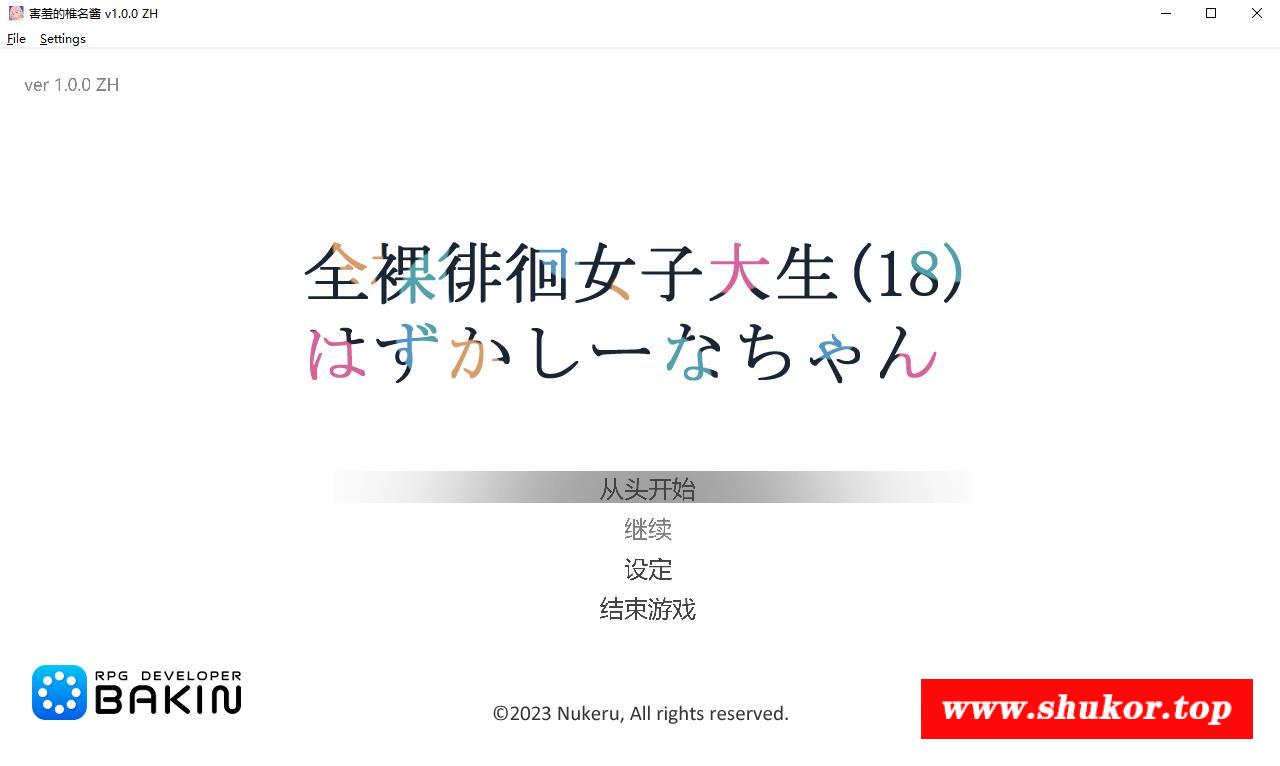 害羞的椎名酱 v1.0.0 ZH
File Settings
ver 1.0.0 ZH
全裸徘徊女子大生(18)
はずかしーなちゃん
从头开始
继续
设定
结束游戏
RPG DEVELOPER
BAKIN
©2023 Nukeru, All rights reserved.
www.shukor.top